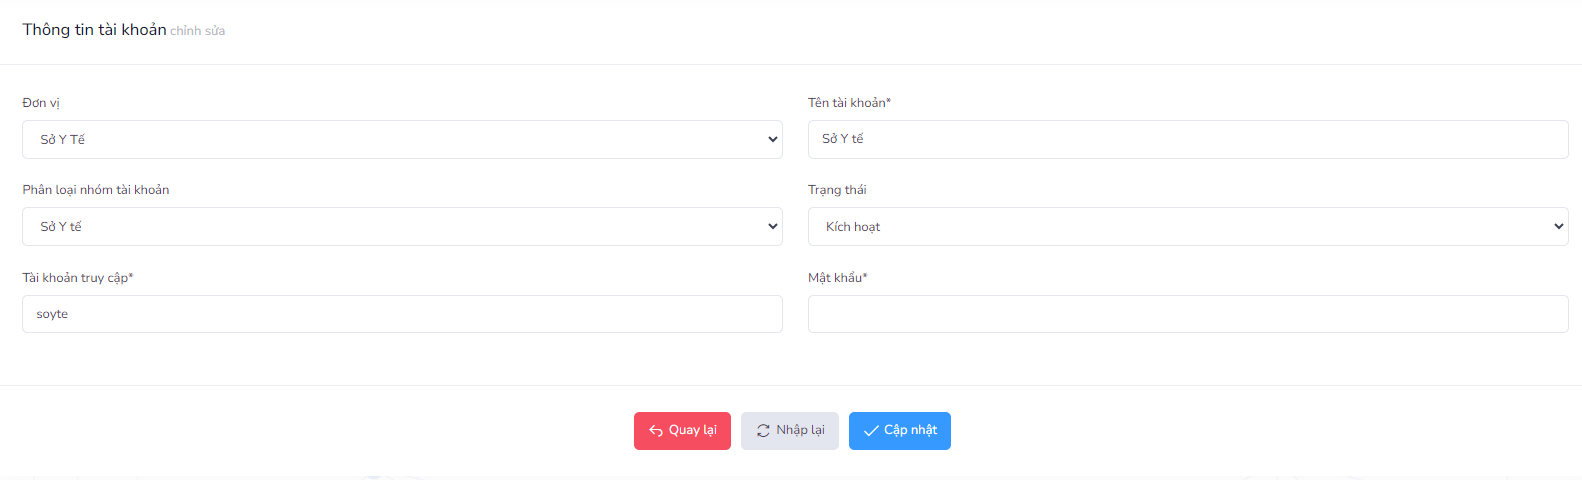 Thông tin tài khoản chỉnh sửa
Đơn vị
Tên tài khoản*
Sở Y Tế
Sở Y tế
Phân loại nhóm tài khoản
Trạng thái
Sở Y tế
Kích hoạt
Tài khoản truy cập*
Mật khẩu*
soyte
Quay lại
Nhập lại
Cập nhật